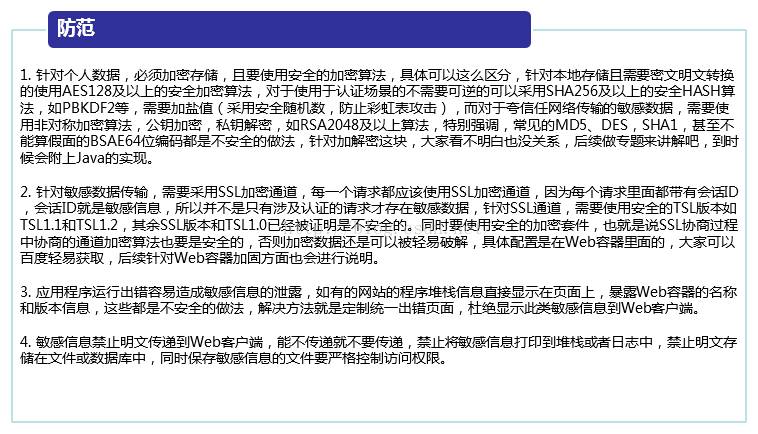 防范
1. 针对个人数据，必须加密存储，且要使用安全的加密算法，具体可以这么区分，针对本地存储且需要密文明文转换
的使用AES128及以上的安全加密算法，对于使用于认证场景的不需要可逆的可以采用SHA256及以上的安全HASH算
法，如PBKDF2等，需要加盐值（采用安全随机数，防止彩虹表攻击），而对于夸信任网络传输的敏感数据，需要使
用非对称加密算法，公钥加密，私钥解密，如RSA2048及以上算法，特别强调，常见的MD5、DES，SHA1，甚至不
能算假面的BSAE64位编码都是不安全的做法，针对加解密这块，大家看不明白也没关系，后续做专题来讲解吧，到时
候会附上Java的实现。
2. 针对敏感数据传输，需要采用SSL加密通道，每一个请求都应该使用SSL加密通道，因为每个请求里面都带有会话ID
，会话ID就是敏感信息，所以并不是只有涉及认证的请求才存在敏感数据，针对SSL通道，需要使用安全的TSL版本如
TSL1.1和TSL1.2，其余SSL版本和TSL1.0已经被证明是不安全的。同时要使用安全的加密套件，也就是说SSL协商过程
中协商的通道加密算法也要是安全的，否则加密数据还是可以被轻易破解，具体配置是在Web容器里面的，大家可以
百度轻易获取，后续针对Web容器加固方面也会进行说明。
3. 应用程序运行出错容易造成敏感信息的泄露，如有的网站的程序堆栈信息直接显示在页面上，暴露Web容器的名称
和版本信息，这些都是不安全的做法，解决方法就是定制统一出错页面，杜绝显示此类敏感信息到Web客户端。
4. 敏感信息禁止明文传递到Web客户端，能不传递就不要传递，禁止将敏感信息打印到堆栈或者日志中，禁止明文存
储在文件或数据库中，同时保存敏感信息的文件要严格控制访问权限。